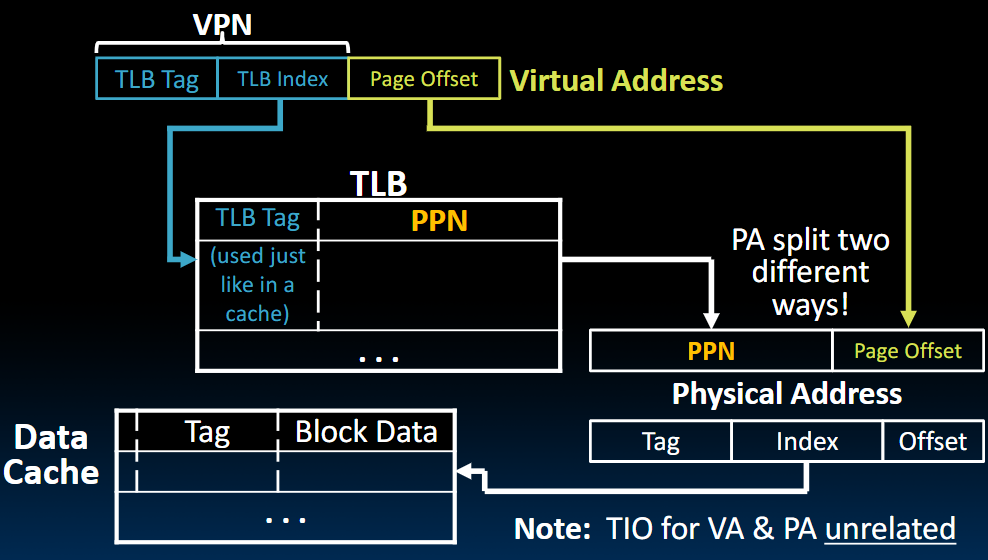 VPN
TLB Tag TLB Index Page Offset Virtual Address
TLB
TLB Tag PPN
(used just
like in a
cache)
. . .
PA split two
different
ways!
PPN Page Offset
Physical Address
Tag Index Offset
Data
Cache
Tag Block Data
. . .
Note: TIO for VA & PA unrelated